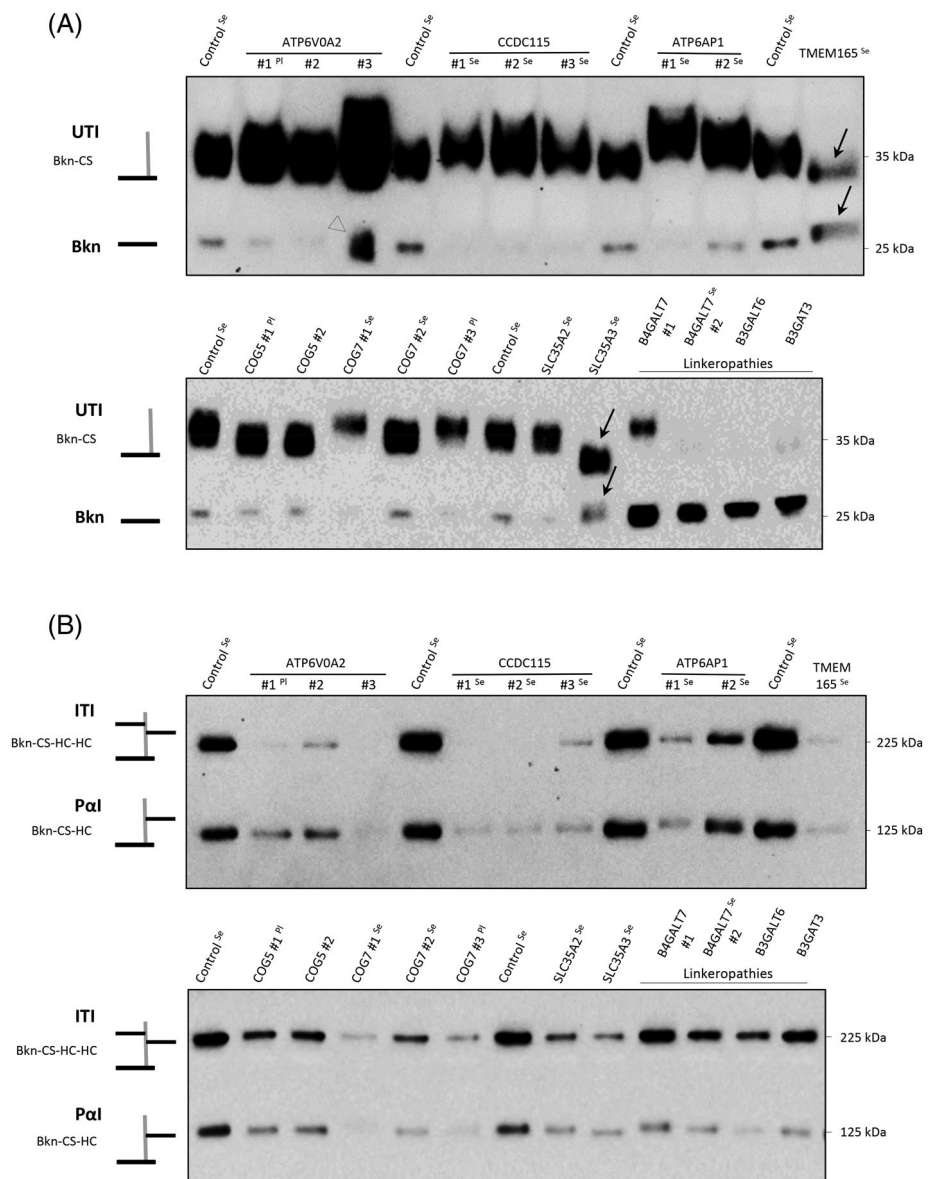 (A)
Control Se
ATP6V0A2
#1 Pl #2 #3
Control Se
CCDC115
#1 Se #2 Se #3 Se
Control Se
ATP6AP1
#1 Se #2 Se
Control Se
TMEM165 Se
UTI
Bkn-CS
35 kDa
Bkn
25 kDa
Control Se
COG5 #1 Pl
COG5 #2
COG7 #1 Se
COG7 #2 Se
COG7 #3 Pl
Control Se
SLC35A2 Se
SLC35A3 Se
B4GALT7
#1
B4GALT7 Se
#2
B3GALT6
B3GAT3
Linkeropathies
UTI
Bkn-CS
35 kDa
Bkn
25 kDa
(B)
Control Se
ATP6V0A2
#1 Pl #2 #3
Control Se
CCDC115
#1 Se #2 Se #3 Se
Control Se
ATP6AP1
#1 Se #2 Se
Control Se
TMEM
165 Se
ITI
Bkn-CS-HC-HC
225 kDa
PαI
Bkn-CS-HC
125 kDa
Control Se
COG5 #1 Pl
COG5 #2
COG7 #1 Se
COG7 #2 Se
COG7 #3 Pl
Control Se
SLC35A2 Se
SLC35A3 Se
B4GALT7
#1
B4GALT7 Se
#2
B3GALT6
B3GAT3
Linkeropathies
ITI
Bkn-CS-HC-HC
225 kDa
PαI
Bkn-CS-HC
125 kDa